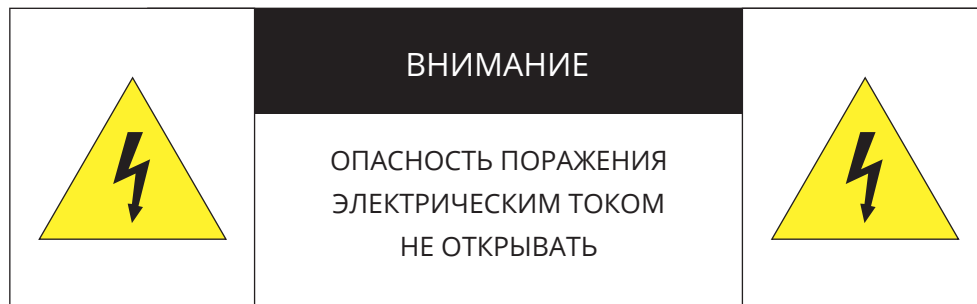 ВНИМАНИЕ
ОПАСНОСТЬ ПОРАЖЕНИЯ
ЭЛЕКТРИЧЕСКИМ ТОКОМ
НЕ ОТКРЫВАТЬ